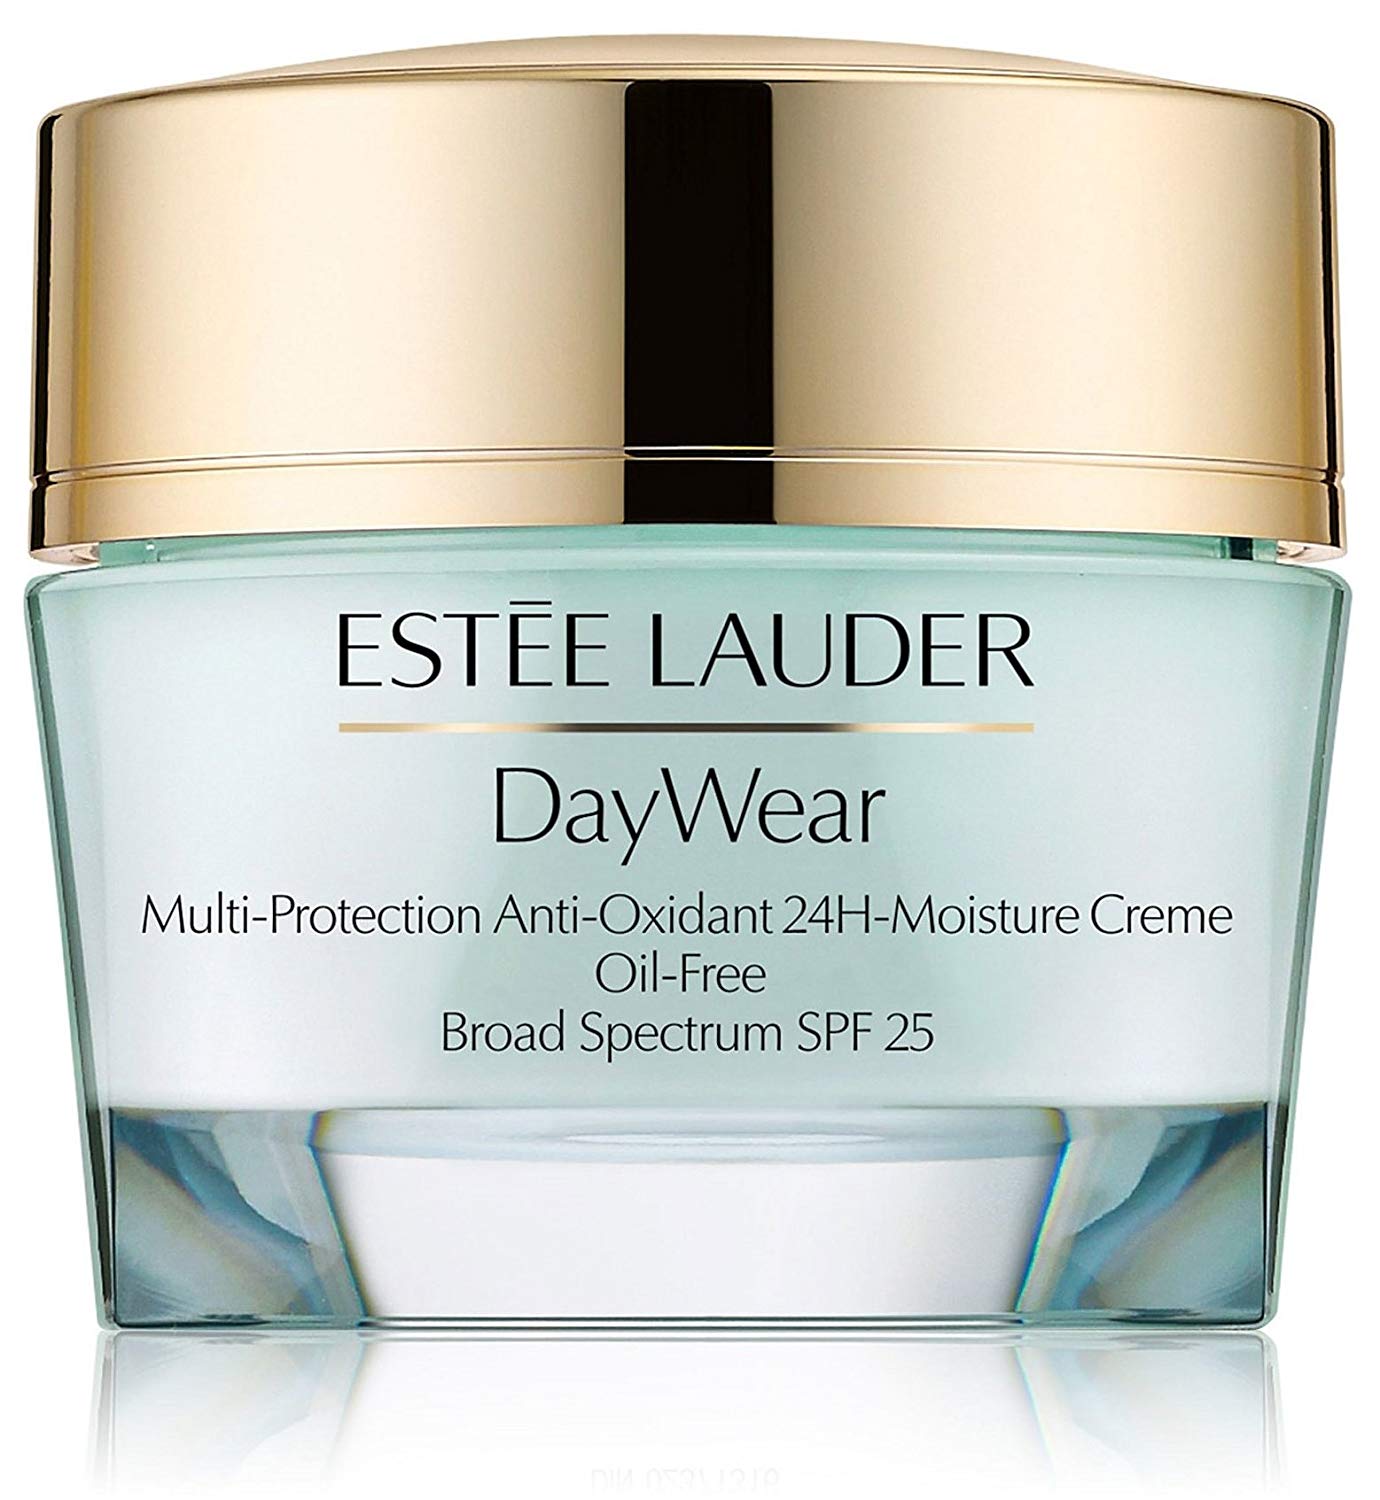 ESTĒE LAUDER
DayWear
Multi-Protection Anti-Oxidant 24H-Moisture Creme
Oil-Free
Broad Spectrum SPF 25